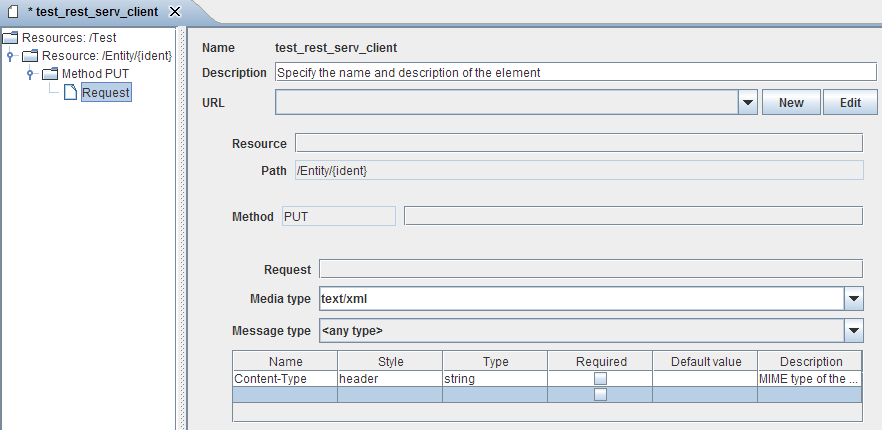 * test_rest_serv_client
Resources: /Test
Resource: /Entity/{ident}
Method PUT
Request
Name test_rest_serv_client
Description Specify the name and description of the element
URL New Edit
Resource
Path /Entity/{ident}
Method PUT
Request
Media type text/xml
Message type <any type>
Name Style Type Required Default value Description
Content-Type header string MIME type of the ...